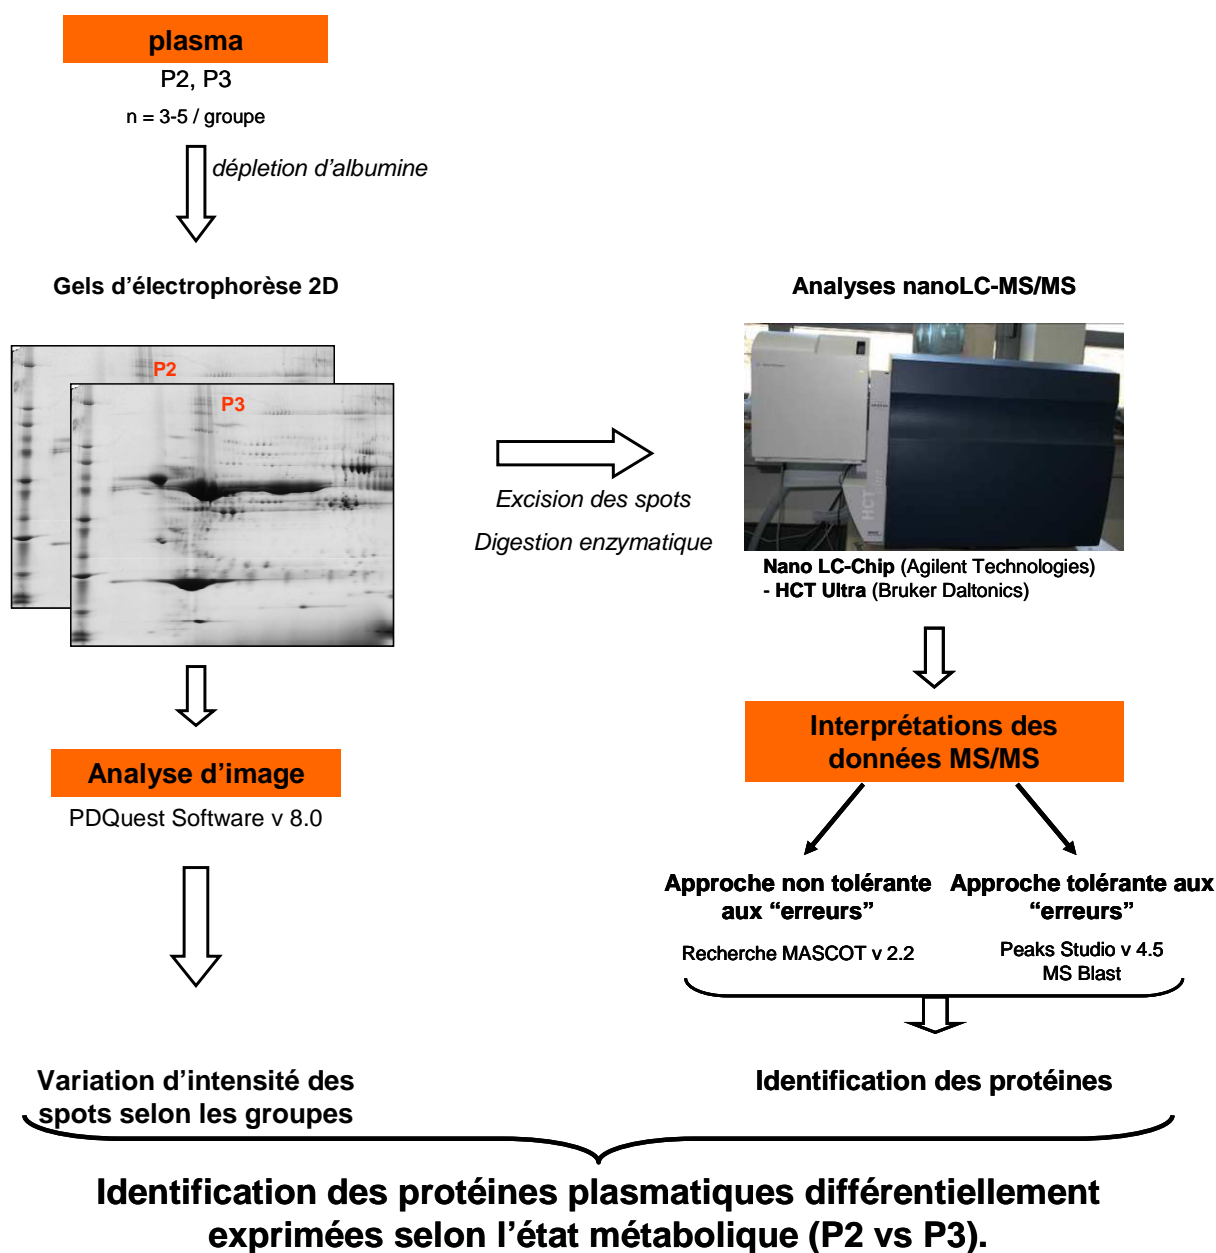 plasma
P2, P3
n = 3-5 / groupe
dépletion d’albumine
Gels d’électrophorèse 2D
P2
P3
Excision des spots
Digestion enzymatique
Analyses nanoLC-MS/MS
HCT ultra
Nano LC-Chip (Agilent Technologies)
- HCT Ultra (Bruker Daltonics)
Analyse d’image
PDQuest Software v 8.0
Interprétations des
données MS/MS
Approche non tolérante
aux “erreurs”
Recherche MASCOT v 2.2
Approche tolérante aux
“erreurs”
Peaks Studio v 4.5
MS Blast
Variation d’intensité des
spots selon les groupes
Identification des protéines
Identification des protéines plasmatiques différentiellement
exprimées selon l’état métabolique (P2 vs P3).